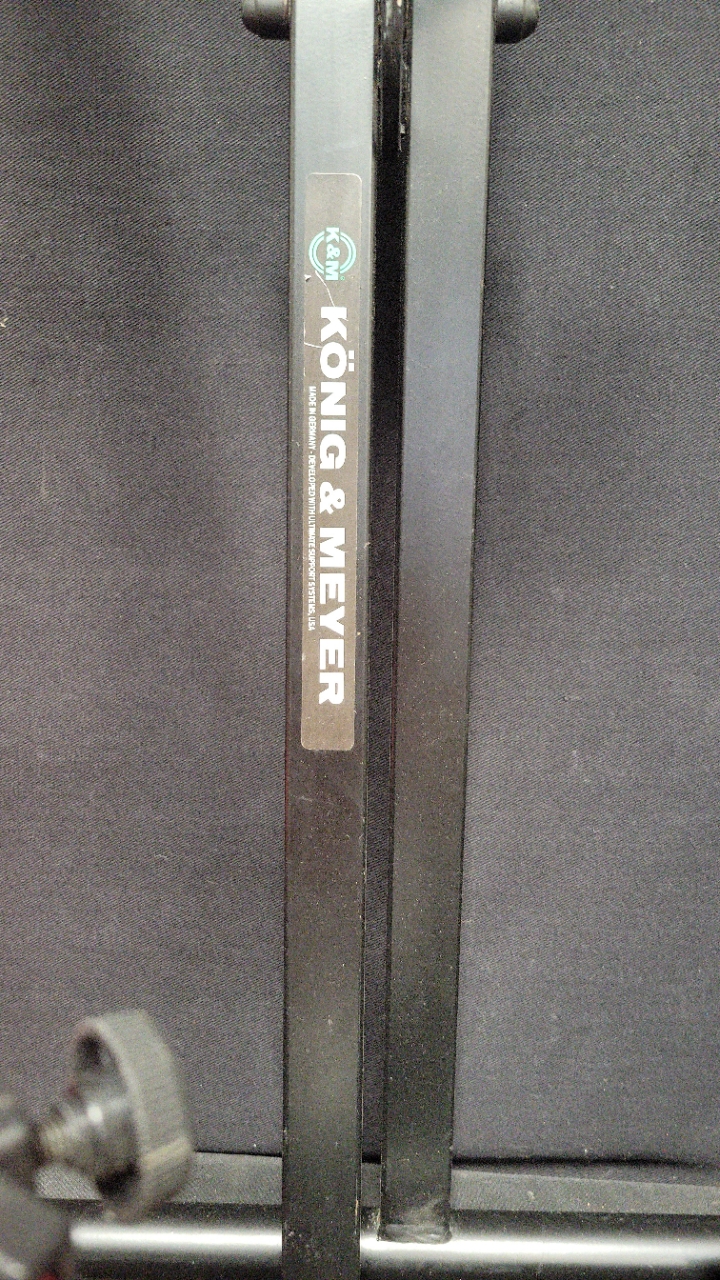 K&M
KÖNIG & MEYER
MADE IN GERMANY · DEVELOPED WITH ULTIMATE SUPPORT SYSTEMS, USA